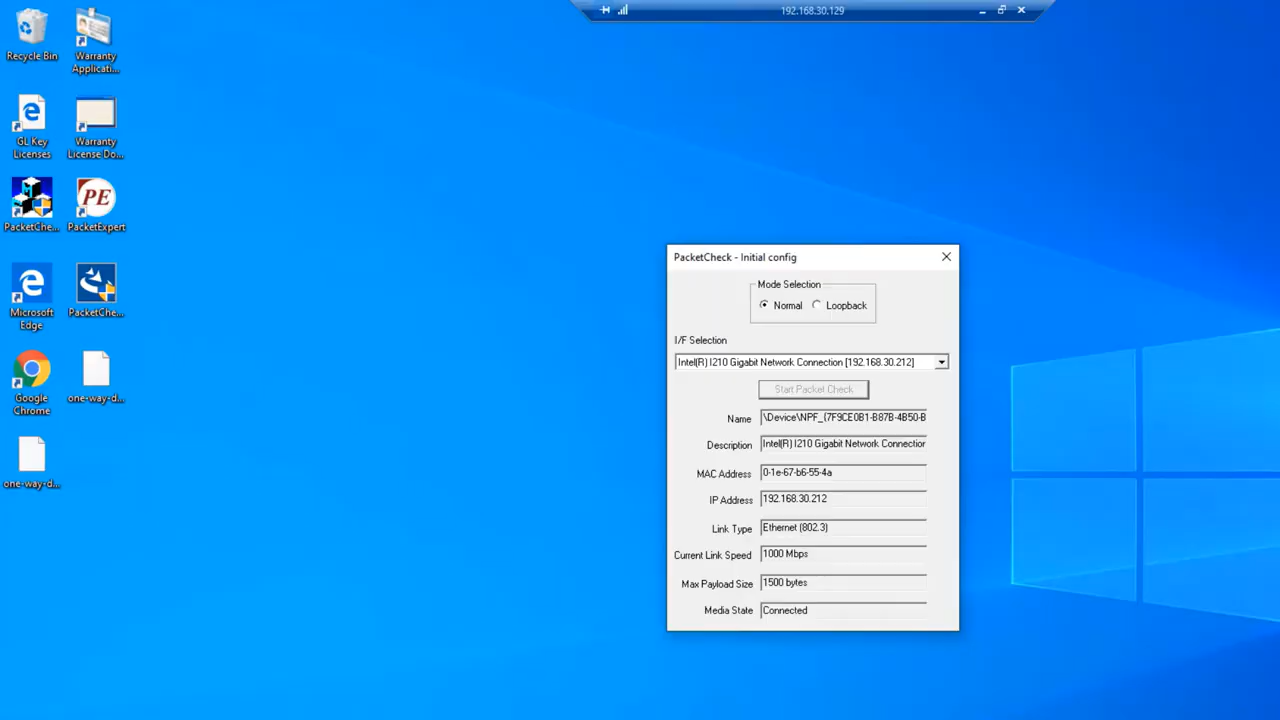 192.168.30.129
Recycle Bin
Warranty
Applicati...
GL Key
Licenses
Warranty
License Do...
PacketChe...
PE
PacketExpert
Microsoft
Edge
PacketChe...
Google
Chrome
one-way-d...
one-way-d...
PacketCheck - Initial config
Mode Selection
Normal
Loopback
I/F Selection
Intel(R) I210 Gigabit Network Connection [192.168.30.212]
Start Packet Check
Name \Device\NPF_{7F9CE0B1-B87B-4B50-B
Description Intel(R) I210 Gigabit Network Connection
MAC Address 0-1e-67-b6-55-4a
IP Address 192.168.30.212
Link Type Ethernet (802.3)
Current Link Speed 1000 Mbps
Max Payload Size 1500 bytes
Media State Connected